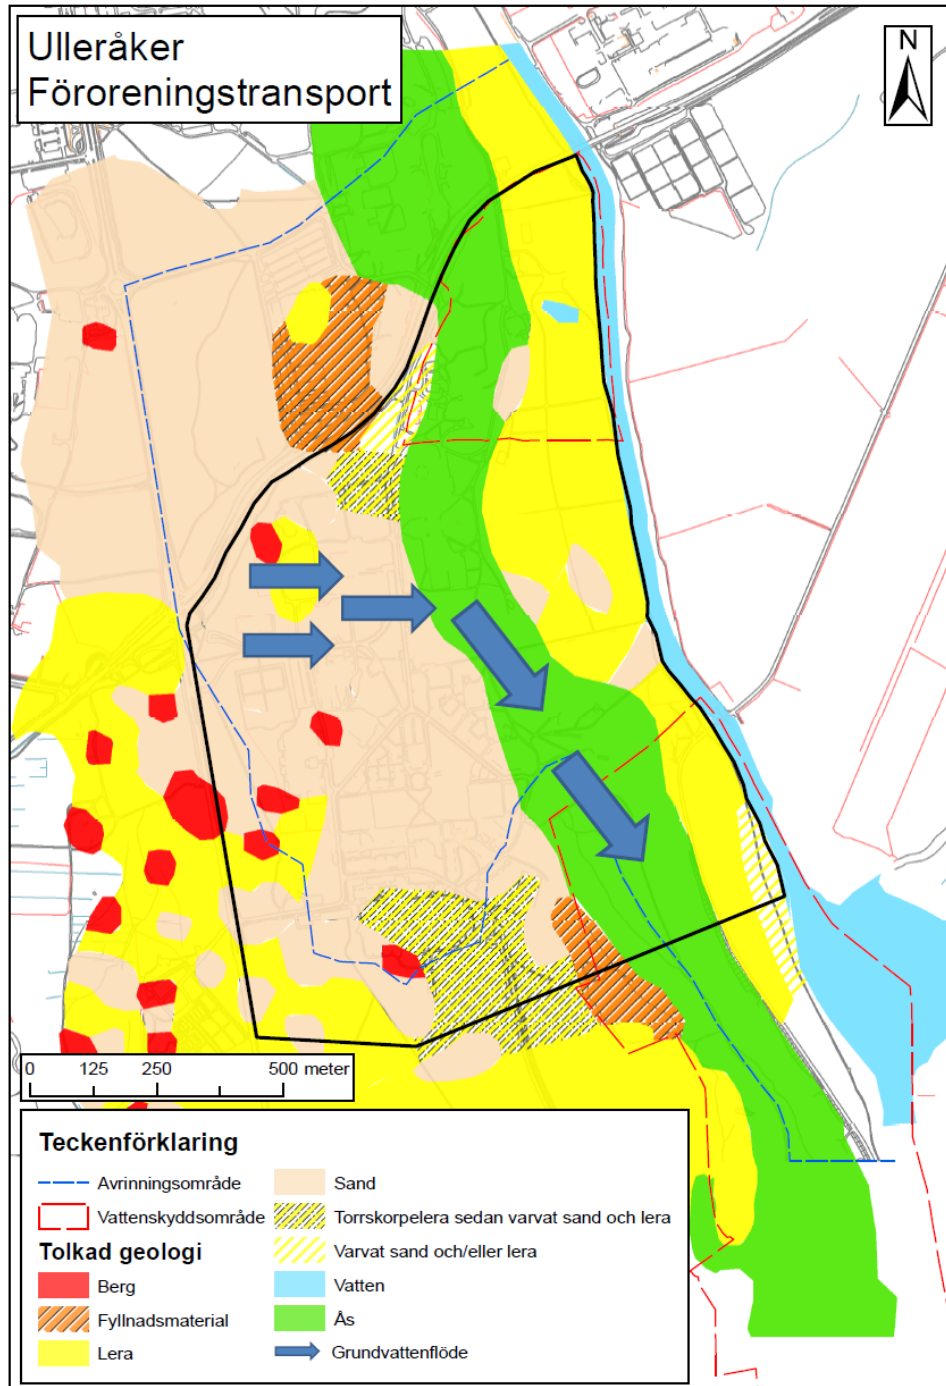 Ulleråker
Föroreningstransport
N
0 125 250 500 meter
Teckenförklaring
Avrinningsområde
Vattenskyddsområde
Tolkad geologi
Berg
Fyllnadsmaterial
Lera
Sand
Torrskorpelera sedan varvat sand och lera
Varvat sand och/eller lera
Vatten
Ås
Grundvattenflöde